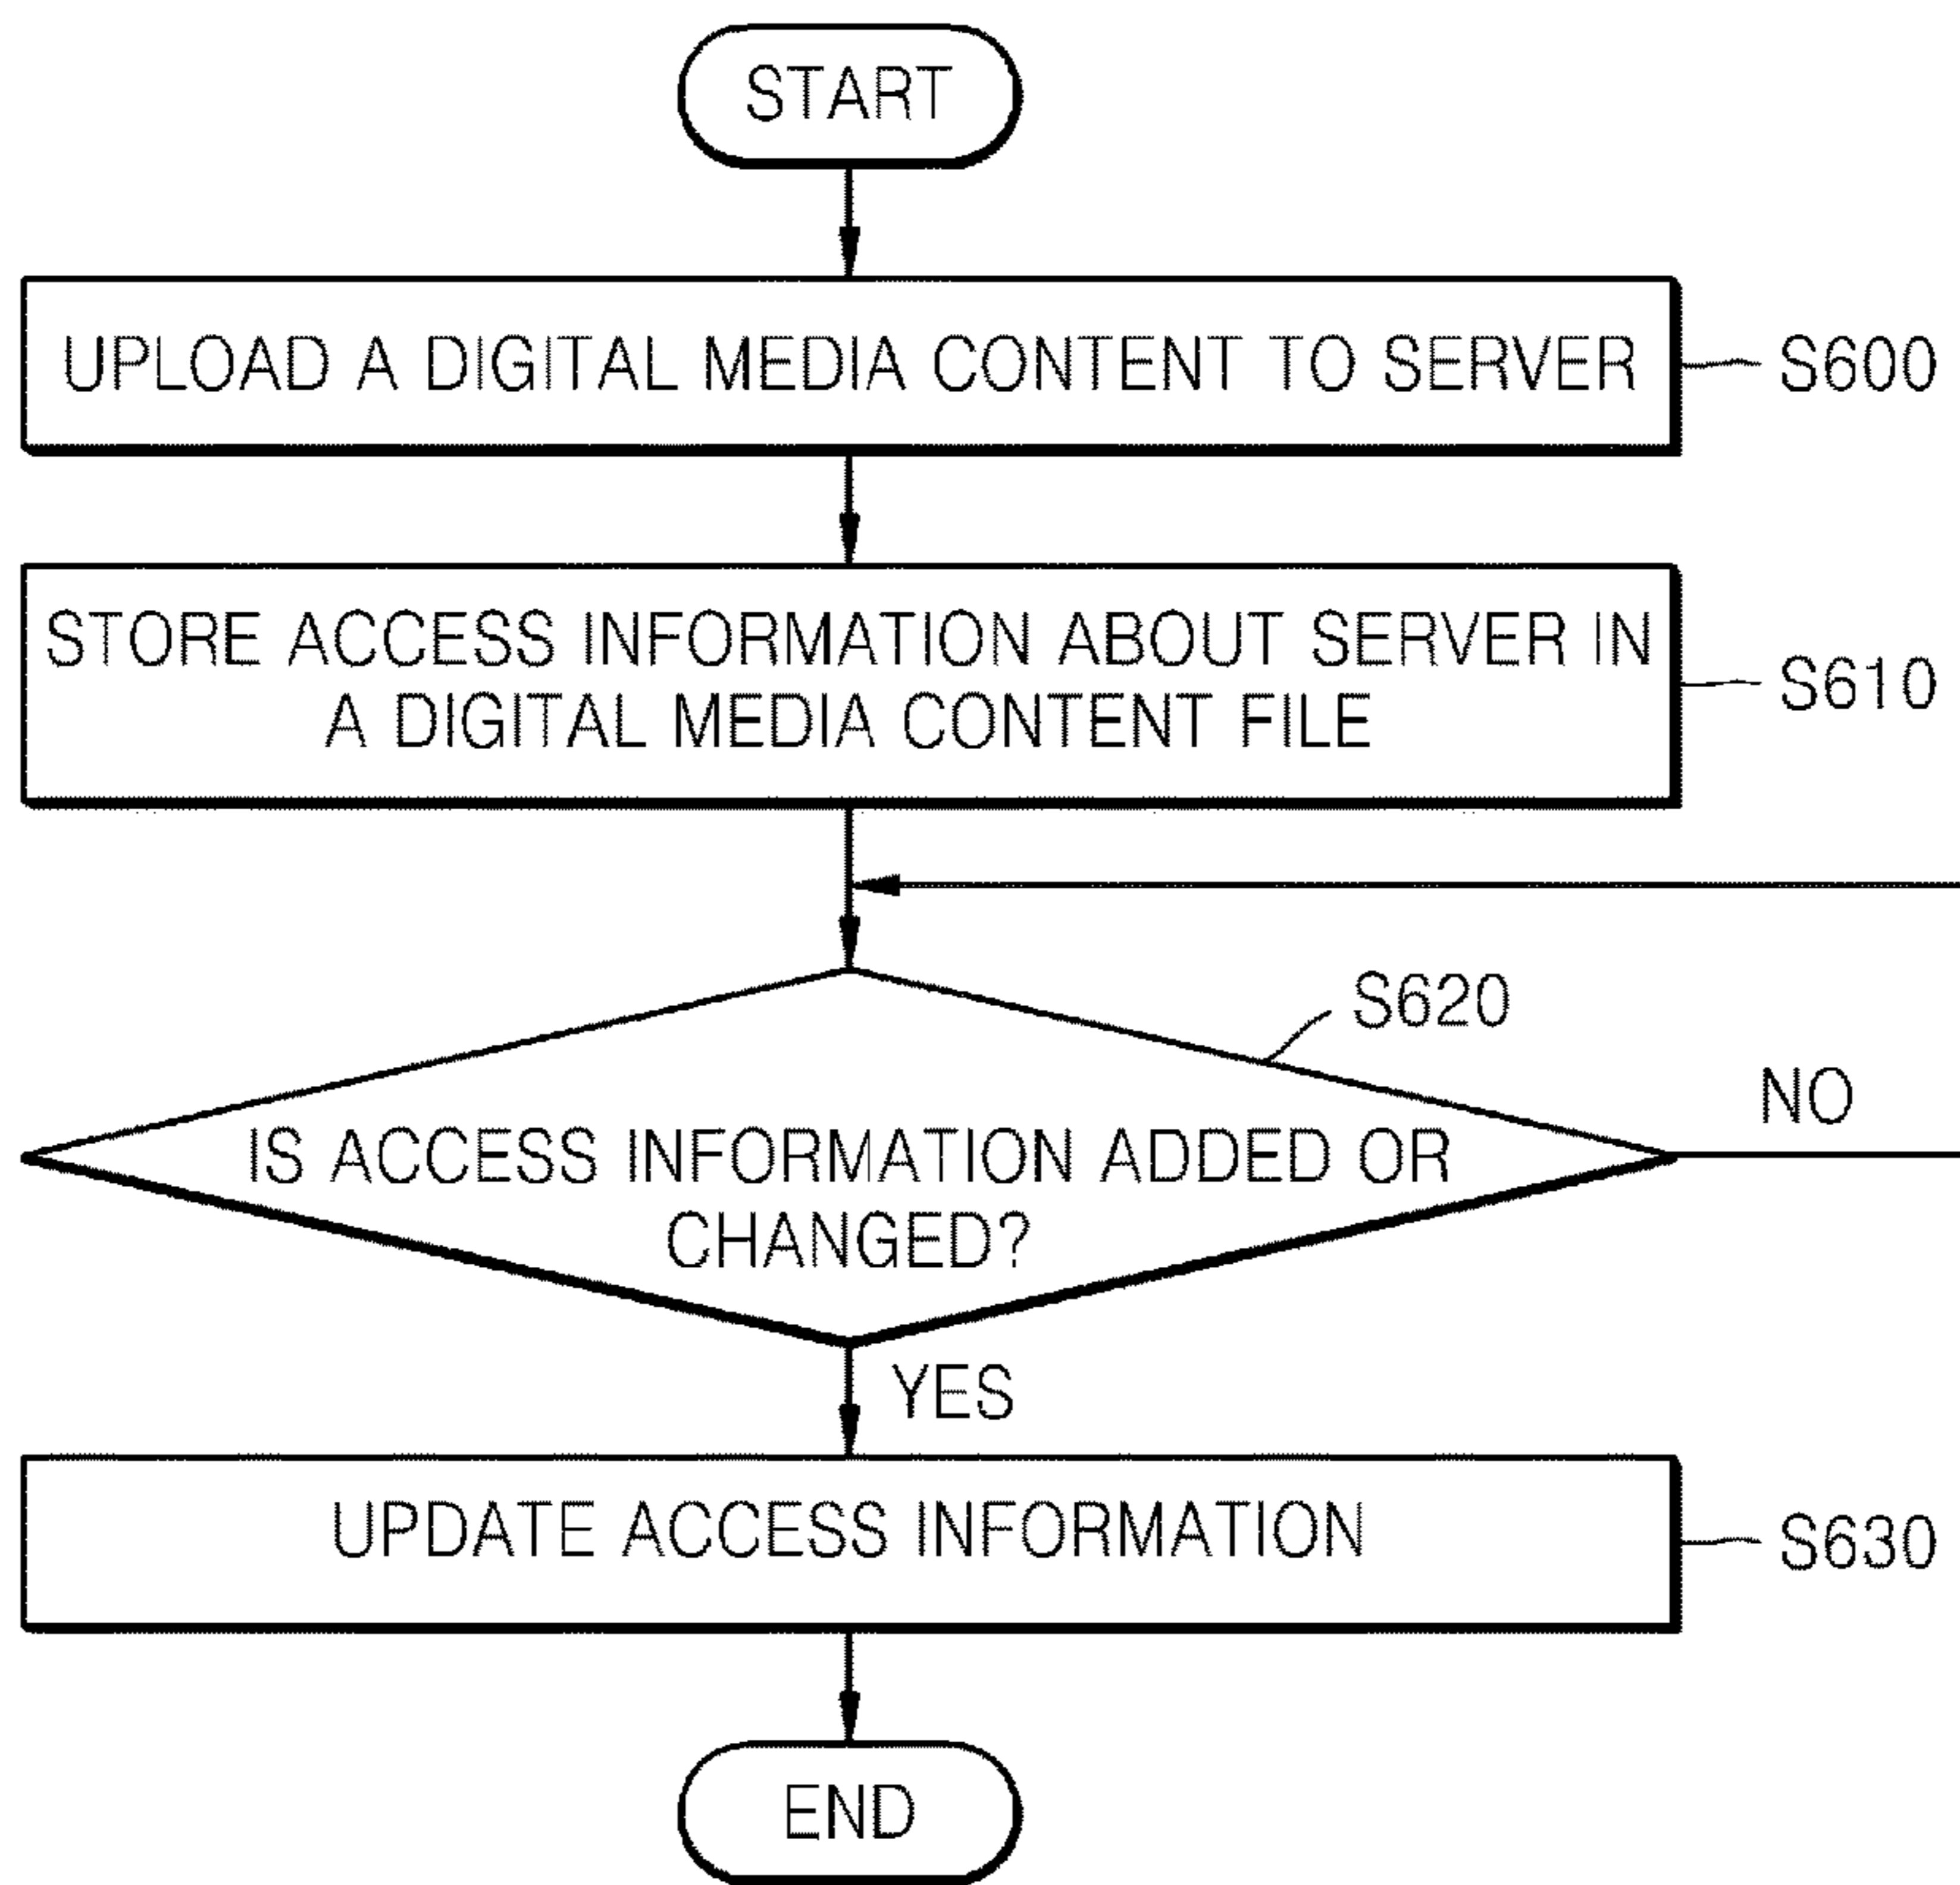 START
UPLOAD A DIGITAL MEDIA CONTENT TO SERVER
S600
STORE ACCESS INFORMATION ABOUT SERVER IN
A DIGITAL MEDIA CONTENT FILE
S610
S620
NO
IS ACCESS INFORMATION ADDED OR
CHANGED?
YES
UPDATE ACCESS INFORMATION
S630
END